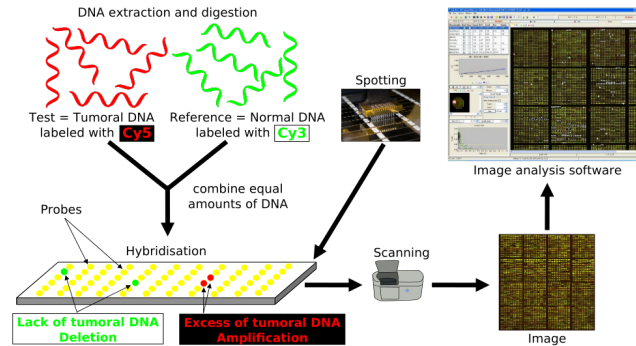 DNA extraction and digestion
Test = Tumoral DNA
labeled with Cy5
Reference = Normal DNA
labeled with Cy3
Spotting
Image analysis software
combine equal
amounts of DNA
Probes
Hybridisation
Scanning
Lack of tumoral DNA
Deletion
Excess of tumoral DNA
Amplification
Image